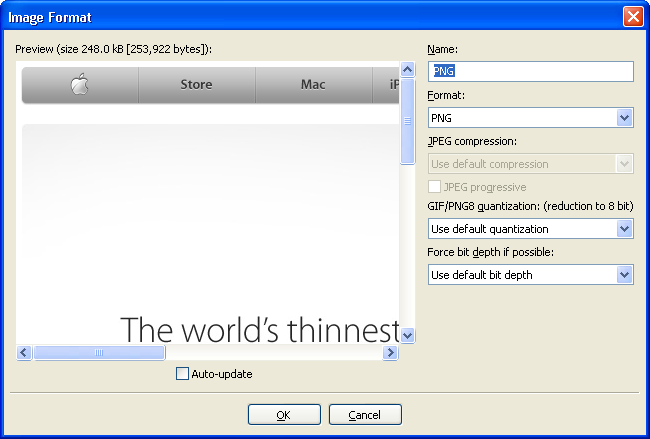 Image Format
Preview (size 248.0 kB [253,922 bytes]):
Store
Mac
iP
The world's thinnest
Auto-update
Name:
PNG
Format:
PNG
JPEG compression:
Use default compression
JPEG progressive
GIF/PNG8 quantization: (reduction to 8 bit)
Use default quantization
Force bit depth if possible:
Use default bit depth
OK
Cancel